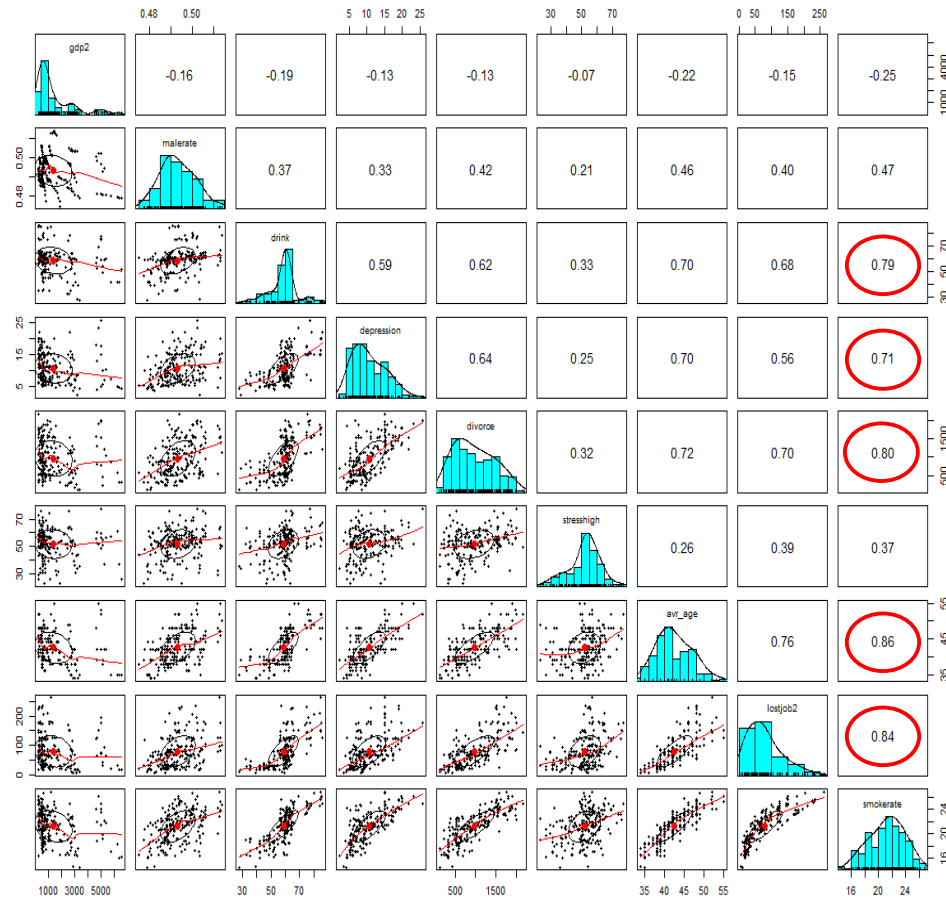 0.48 0.50 5 10 15 20 25 30 50 70 0 50 150 250
gdp2 -0.16 -0.19 -0.13 -0.13 -0.07 -0.22 -0.15 -0.25 1000 4000
0.48 0.50 malerate 0.37 0.33 0.42 0.21 0.46 0.40 0.47
drink 0.59 0.62 0.33 0.70 0.68 0.79 30 50 70
5 15 25 depression 0.64 0.25 0.70 0.56 0.71
divorce 0.32 0.72 0.70 0.80 500 1500
30 50 70 stresshigh 0.26 0.39 0.37
avr_age 0.76 0.86 35 45 55
0 100 200 lostjob2 0.84
smokerate 16 20 24
1000 3000 5000 30 50 70 500 1500 35 40 45 50 55 16 20 24